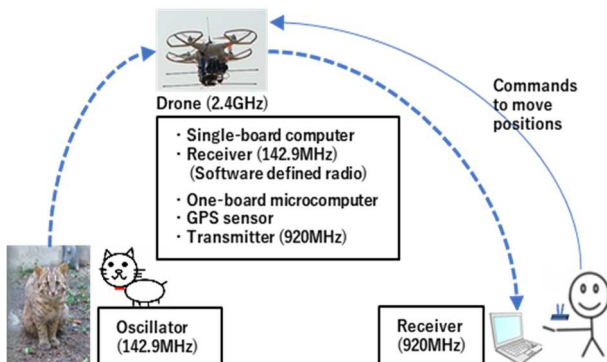 Drone (2.4GHz)
Commands
to move
positions
・Single-board computer
・Receiver (142.9MHz)
(Software defined radio)
・One-board microcomputer
・GPS sensor
・Transmitter (920MHz)
Oscillator
(142.9MHz)
Receiver
(920MHz)